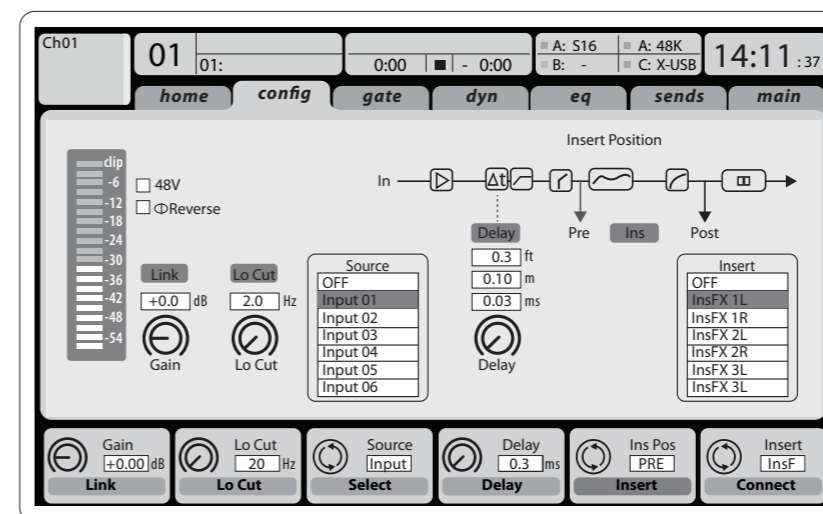 Ch01
01
01:
0:00
- 0:00
A: S16
B: -
A: 48K
C: X-USB
14:11 :37
home config gate dyn eq sends main
Insert Position
clip
-6
-12
-18
-24
-30
-36
-42
-48
-54
48V
ΦReverse
In
Δt
Delay
Pre
Ins
Post
0.3 ft
0.10 m
0.03 ms
Delay
Link
+0.0 dB
Gain
Lo Cut
2.0 Hz
Lo Cut
Source
OFF
Input 01
Input 02
Input 03
Input 04
Input 05
Input 06
Insert
OFF
InsFX 1L
InsFX 1R
InsFX 2L
InsFX 2R
InsFX 3L
InsFX 3L
Gain
+0.00 dB
Link
Lo Cut
20 Hz
Lo Cut
Source
Input
Select
Delay
0.3 ms
Delay
Ins Pos
PRE
Insert
Insert
InsF
Connect